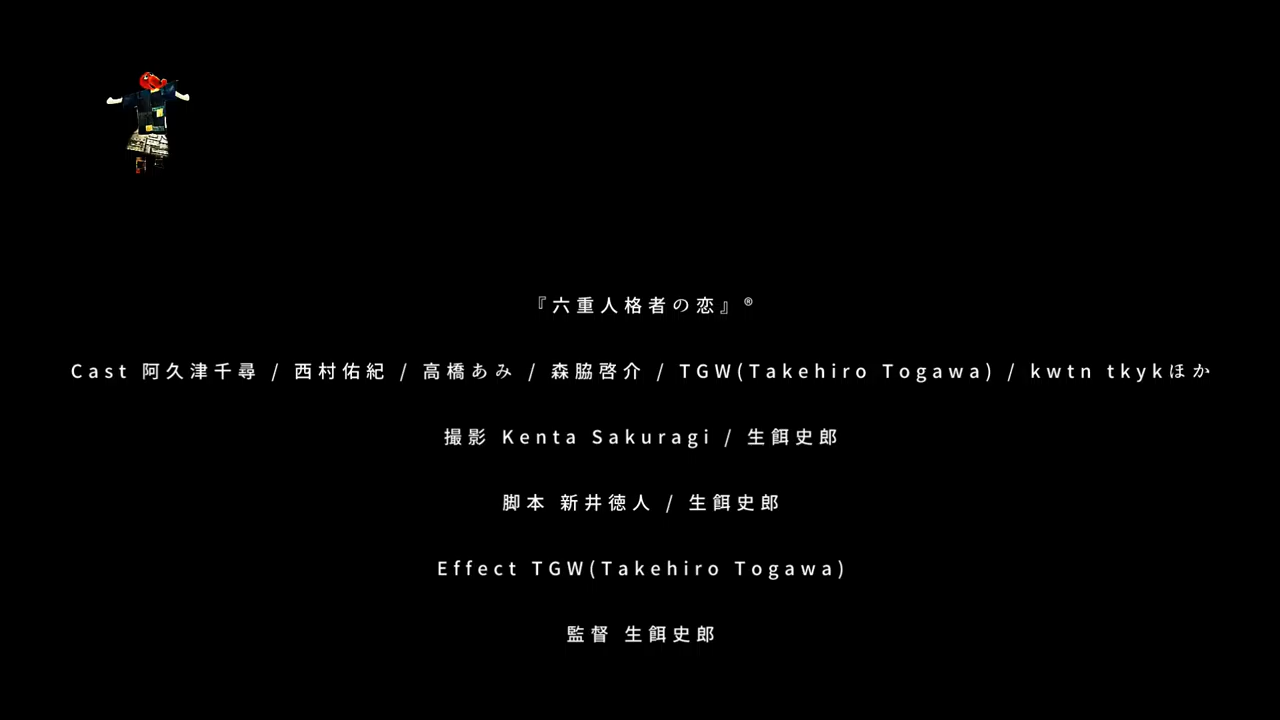 『六重人格者の恋』®
Cast 阿久津千尋 / 西村佑紀 / 高橋あみ / 森脇啓介 / TGW(Takehiro Togawa) / kwtn tkykほか
撮影 Kenta Sakuragi / 生餌史郎
脚本 新井徳人 / 生餌史郎
Effect TGW(Takehiro Togawa)
監督 生餌史郎